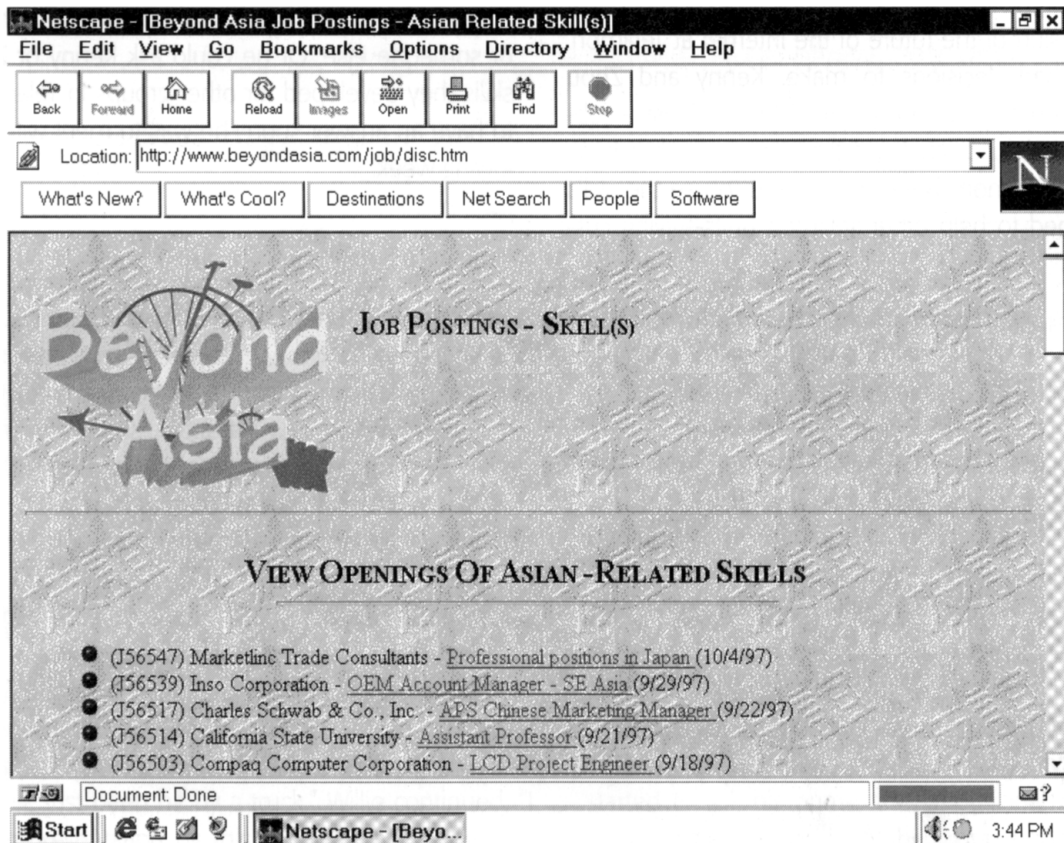 Netscape - [Beyond Asia Job Postings - Asian Related Skill(s)]
File Edit View Go Bookmarks Options Directory Window Help
Back Forward Home Reload Images Open Print Find Stop
Location: http://www.beyondasia.com/job/disc.htm
N
What's New? What's Cool? Destinations Net Search People Software
Beyond
Asia
JOB POSTINGS - SKILL(S)
VIEW OPENINGS OF ASIAN -RELATED SKILLS
(J56547) Marketlinc Trade Consultants - Professional positions in Japan (10/4/97)
(J56539) Inso Corporation - OEM Account Manager - SE Asia (9/29/97)
(J56517) Charles Schwab & Co., Inc. - APS Chinese Marketing Manager (9/22/97)
(J56514) California State University - Assistant Professor (9/21/97)
(J56503) Compaq Computer Corporation - LCD Project Engineer (9/18/97)
Document: Done
Start Netscape - [Beyo... 3:44 PM